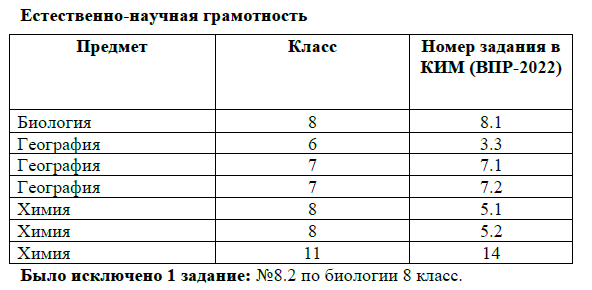 Естественно-научная грамотность
Предмет Класс Номер задания в
КИМ (ВПР-2022)
Биология 8 8.1
География 6 3.3
География 7 7.1
География 7 7.2
Химия 8 5.1
Химия 8 5.2
Химия 11 14
Было исключено 1 задание: №8.2 по биологии 8 класс.